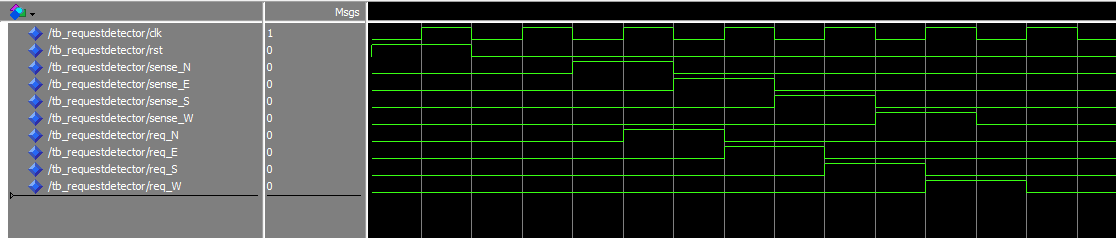 Msgs
/tb_requestdetector/clk 1
/tb_requestdetector/rst 0
/tb_requestdetector/sense_N 0
/tb_requestdetector/sense_E 0
/tb_requestdetector/sense_S 0
/tb_requestdetector/sense_W 0
/tb_requestdetector/req_N 0
/tb_requestdetector/req_E 0
/tb_requestdetector/req_S 0
/tb_requestdetector/req_W 0